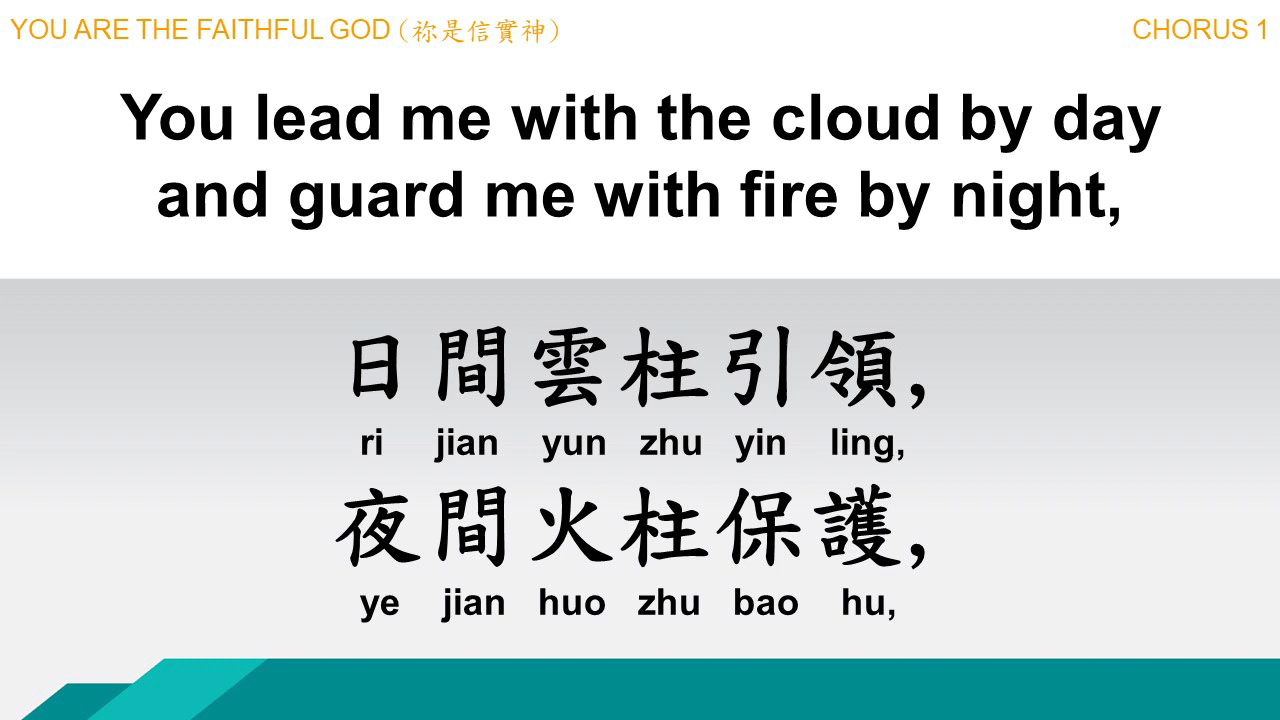 YOU ARE THE FAITHFUL GOD (祢是信實神)
CHORUS 1
You lead me with the cloud by day
and guard me with fire by night,
日間雲柱引領,
ri jian yun zhu yin ling,
夜間火柱保護,
ye jian huo zhu bao hu,